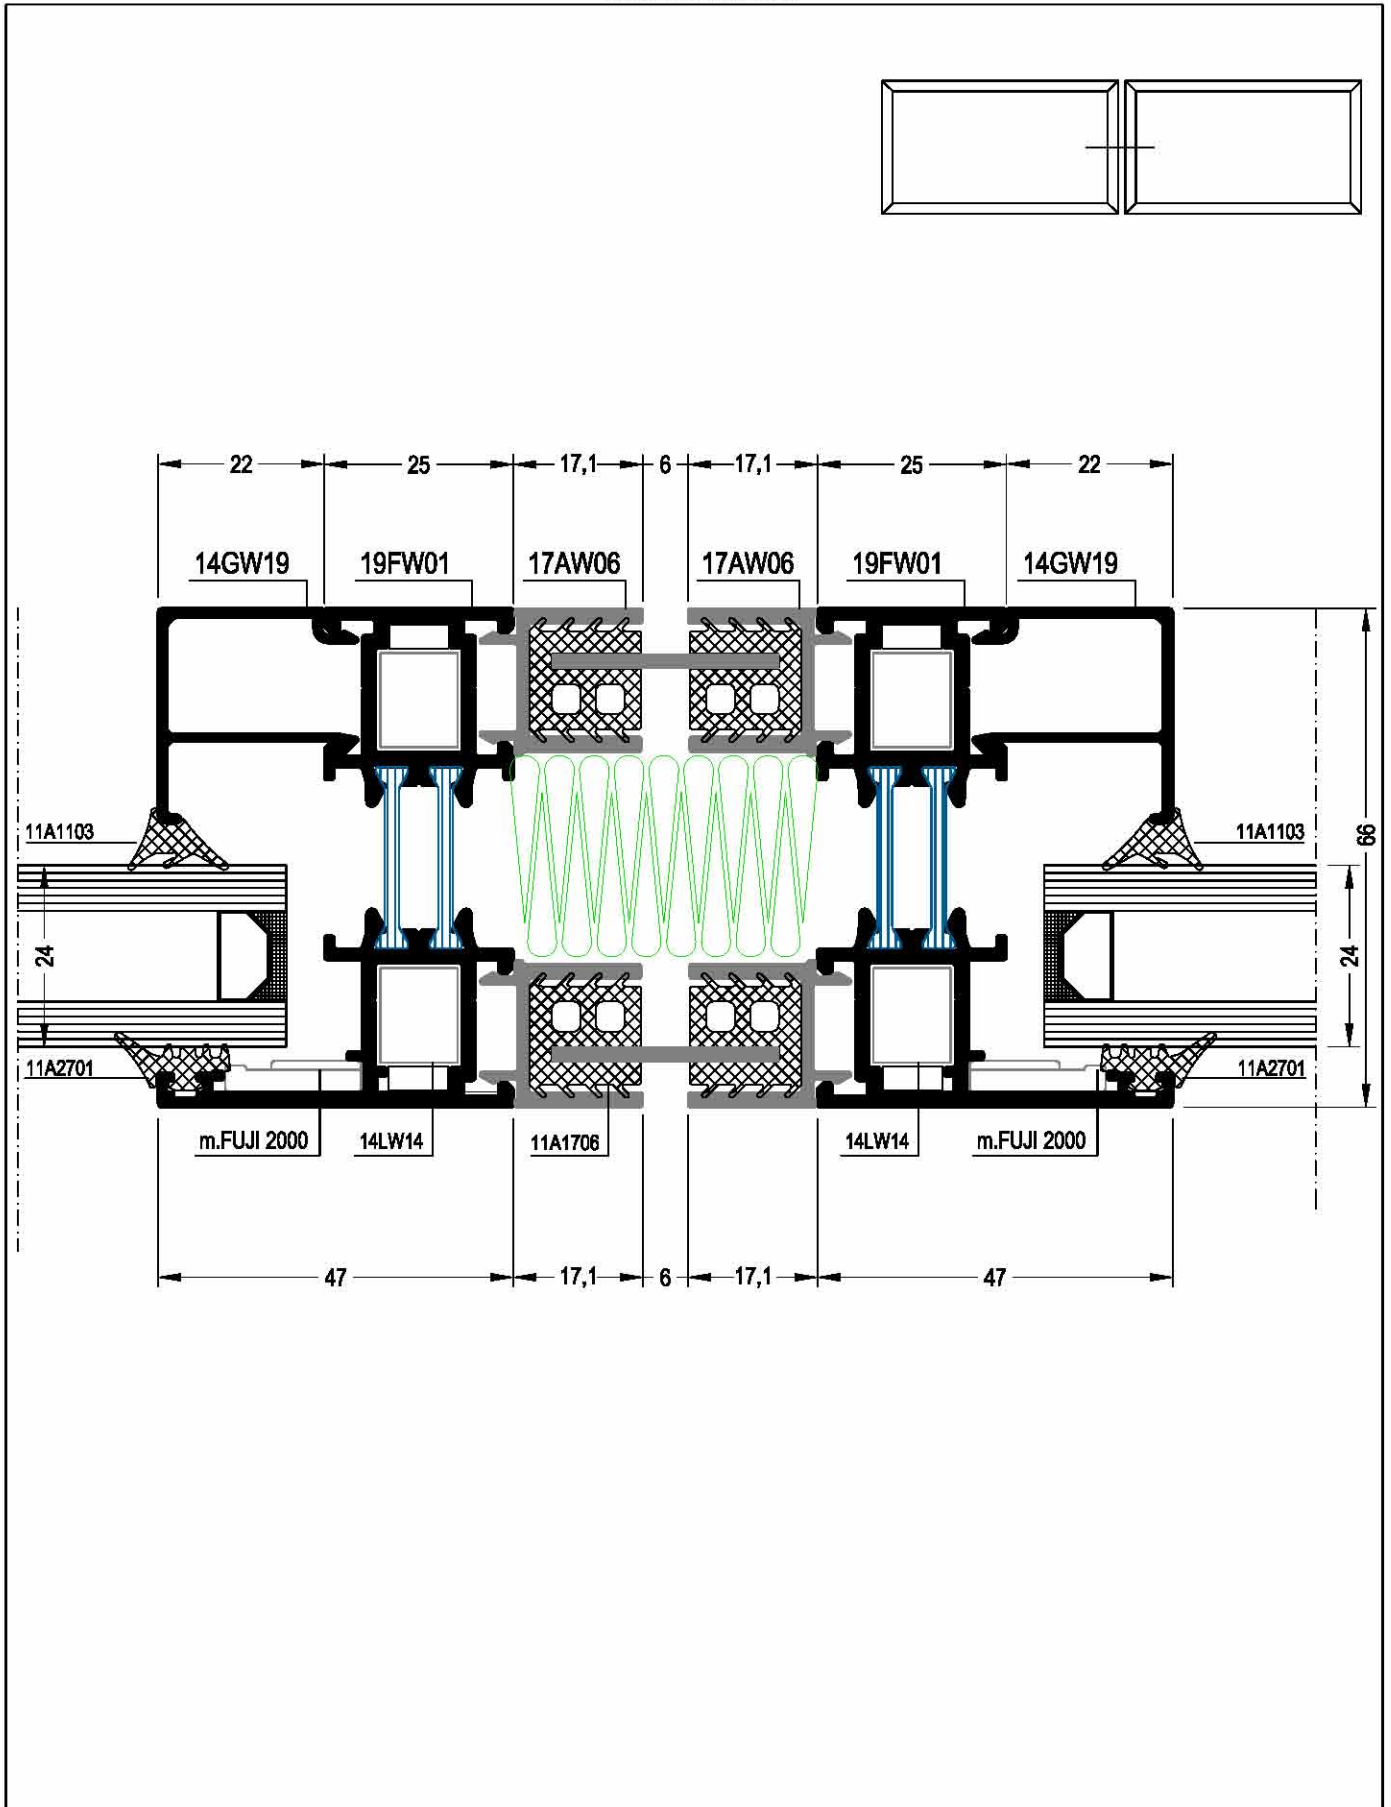 22 25 17,1 6 17,1 25 22
14GW19 19FW01 17AW06 17AW06 19FW01 14GW19
11A1103 11A1103
66
24 24
11A2701 11A2701
m.FUJI 2000 14LW14 11A1706 14LW14 m.FUJI 2000
47 17,1 6 17,1 47